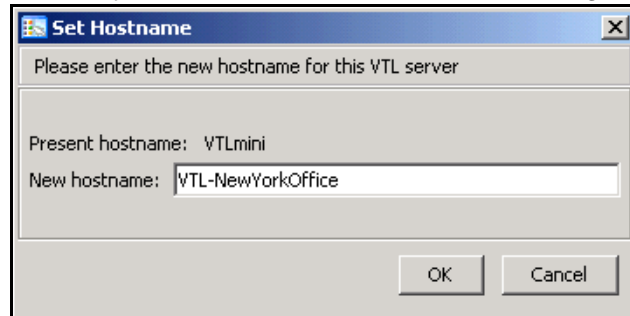 Set Hostname
Please enter the new hostname for this VTL server
Present hostname: VTLmini
New hostname: VTL-NewYorkOffice
OK Cancel